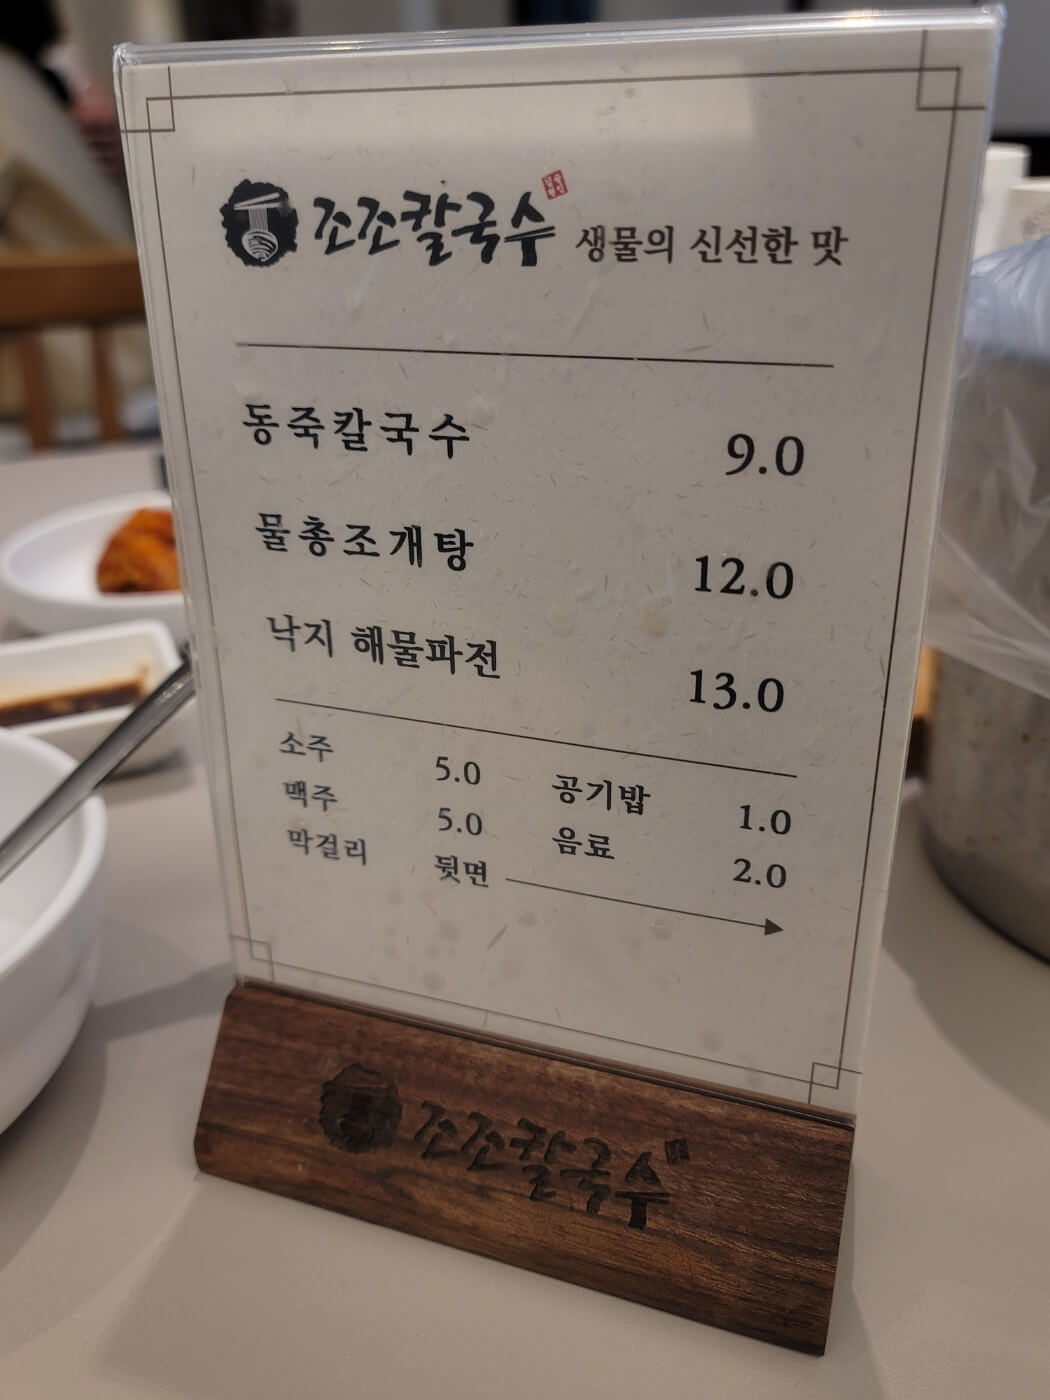 조조칼국수 생물의 신선한 맛
동죽칼국수 9.0
물총조개탕 12.0
낙지 해물파전 13.0
소주 5.0 공기밥 1.0
맥주 5.0 음료 2.0
막걸리 뒷면
조조칼국수